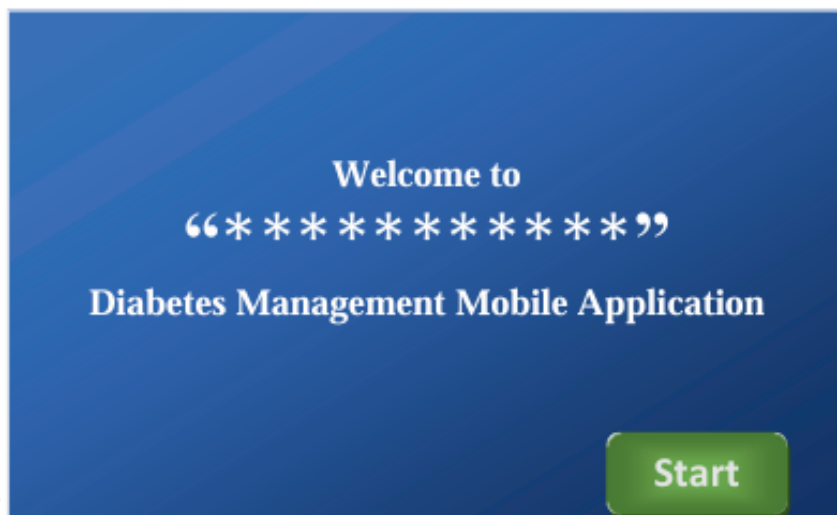 Welcome to
“***********”
Diabetes Management Mobile Application
Start